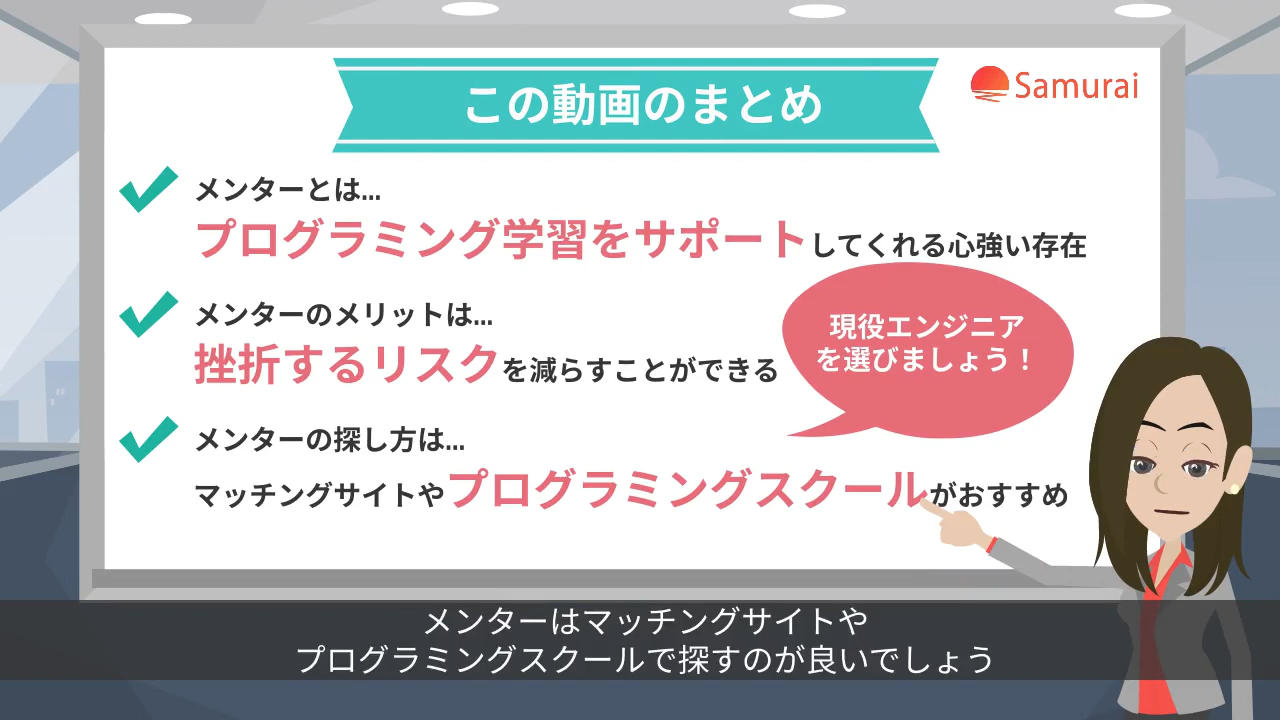 この動画のまとめ
Samurai
メンターとは...
プログラミング学習をサポートしてくれる心強い存在
メンターのメリットは...
挫折するリスクを減らすことができる
現役エンジニア
を選びましょう！
メンターの探し方は...
マッチングサイトやプログラミングスクールがおすすめ
メンターはマッチングサイトや
プログラミングスクールで探すのが良いでしょう